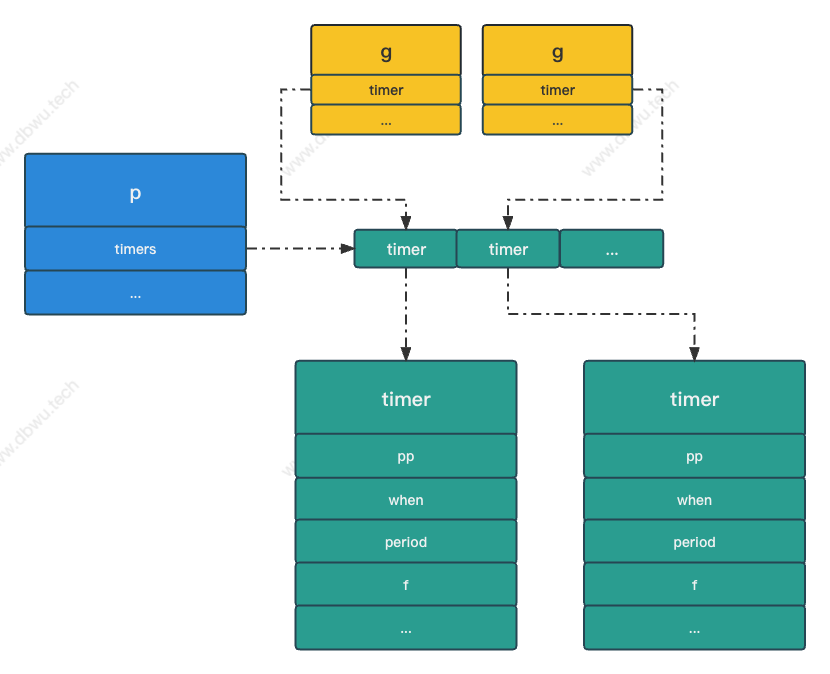 g
timer
...
g
timer
...
p
timers
...
timer
timer
...
timer
pp
when
period
f
...
timer
pp
when
period
f
...
www.dbwu.tech
www.dbwu.tech